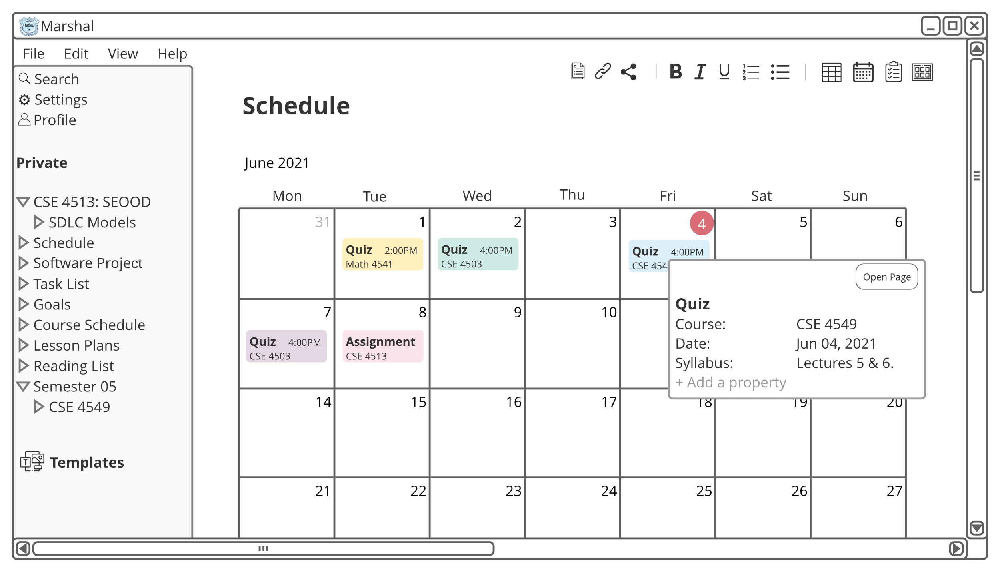 MARSHAL
Marshal
File Edit View Help
Search
Settings
Profile
Private
CSE 4513: SEOOD
SDLC Models
Schedule
Software Project
Task List
Goals
Course Schedule
Lesson Plans
Reading List
Semester 05
CSE 4549
T
Templates
B I U
1
2
3
Schedule
June 2021
Mon Tue Wed Thu Fri Sat Sun
31 1 2 3 4 5 6
Quiz 2:00PM
Math 4541
Quiz 4:00PM
CSE 4503
Quiz 4:00PM
CSE 454
7 8 9 10
Quiz 4:00PM
CSE 4503
Assignment
CSE 4513
Open Page
Quiz
Course: CSE 4549
Date: Jun 04, 2021
Syllabus: Lectures 5 & 6.
+ Add a property
14 15 16 17 18 19 20
21 22 23 24 25 26 27